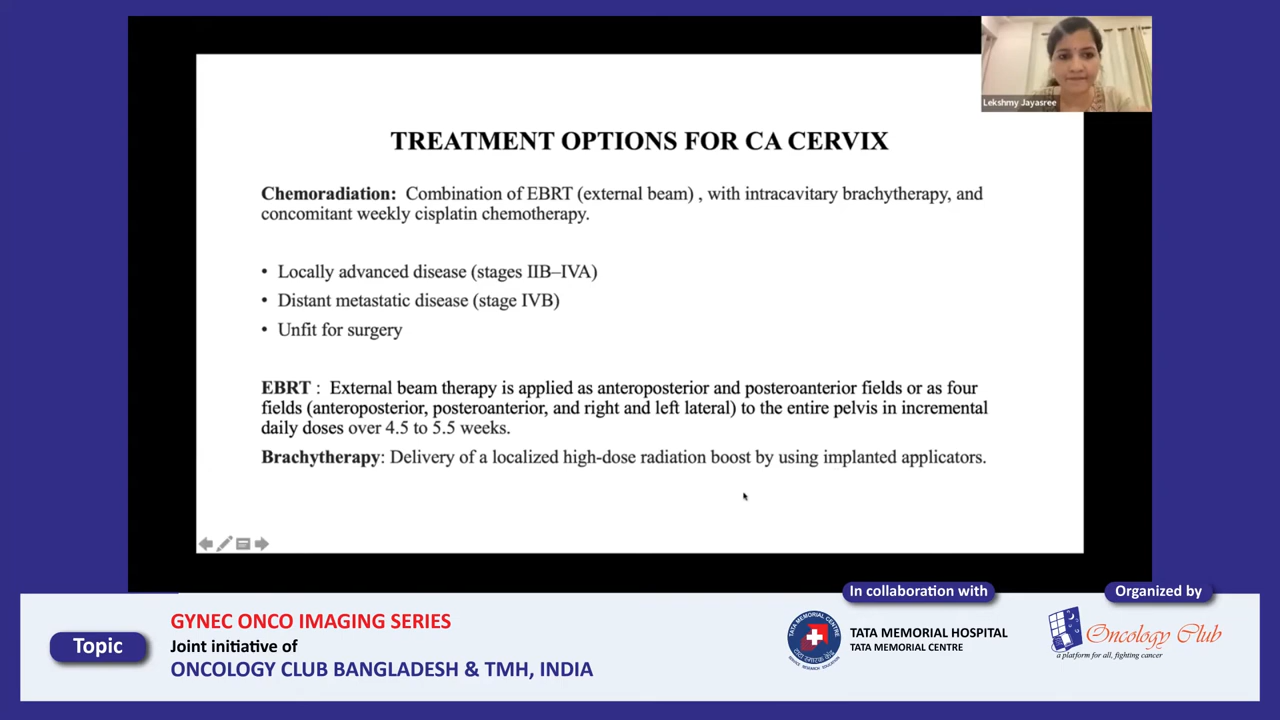 Lekshmy Jayasree
TREATMENT OPTIONS FOR CA CERVIX
Chemoradiation: Combination of EBRT (external beam) , with intracavitary brachytherapy, and
concomitant weekly cisplatin chemotherapy.
• Locally advanced disease (stages IIB–IVA)
• Distant metastatic disease (stage IVB)
• Unfit for surgery
EBRT : External beam therapy is applied as anteroposterior and posteroanterior fields or as four
fields (anteroposterior, posteroanterior, and right and left lateral) to the entire pelvis in incremental
daily doses over 4.5 to 5.5 weeks.
Brachytherapy: Delivery of a localized high-dose radiation boost by using implanted applicators.
In collaboration with
Organized by
Topic
GYNEC ONCO IMAGING SERIES
Joint initiative of
ONCOLOGY CLUB BANGLADESH & TMH, INDIA
TATA MEMORIAL CENTRE
TATA MEMORIAL HOSPITAL
TATA MEMORIAL CENTRE
Oncology Club
a platform for all, fighting cancer